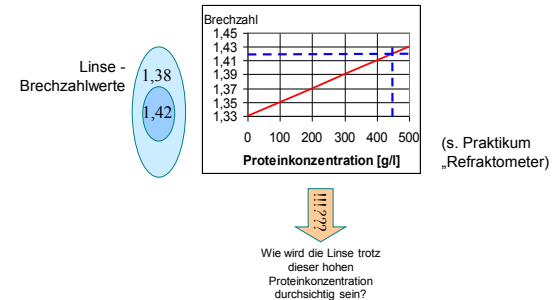 Linse -
Brechzahlwerte
1,38
1,42
Brechzahl
1,45
1,43
1,41
1,39
1,37
1,35
1,33
0 100 200 300 400 500
Proteinkonzentration [g/l]
(s. Praktikum
„Refraktometer)
!!!???
Wie wird die Linse trotz
dieser hohen
Proteinkonzentration
durchsichtig sein?